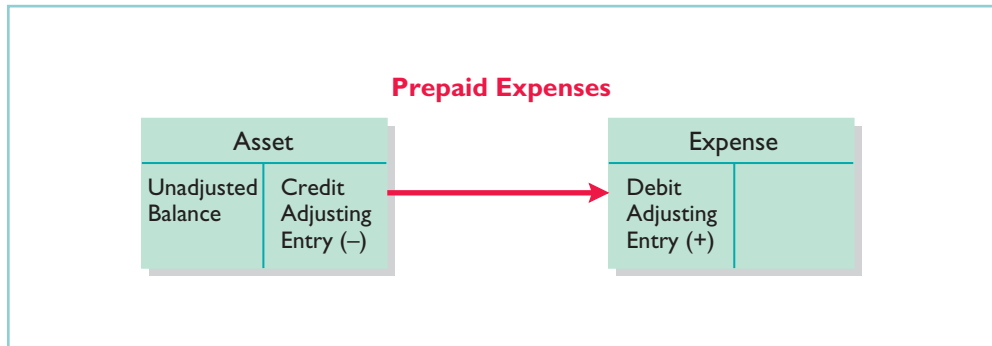 Prepaid Expenses
Asset
Unadjusted
Balance
Credit
Adjusting
Entry (–)
Expense
Debit
Adjusting
Entry (+)